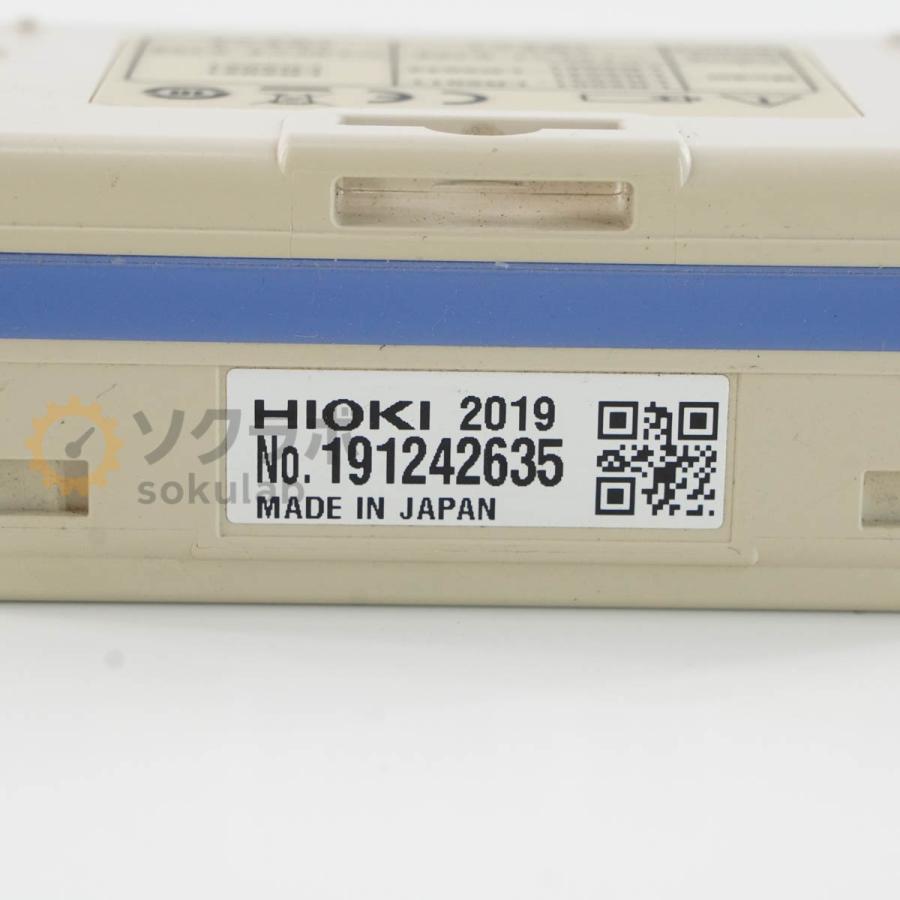 HIOKI 2019
No. 191242635
MADE IN JAPAN
ソクラボ
sokulab